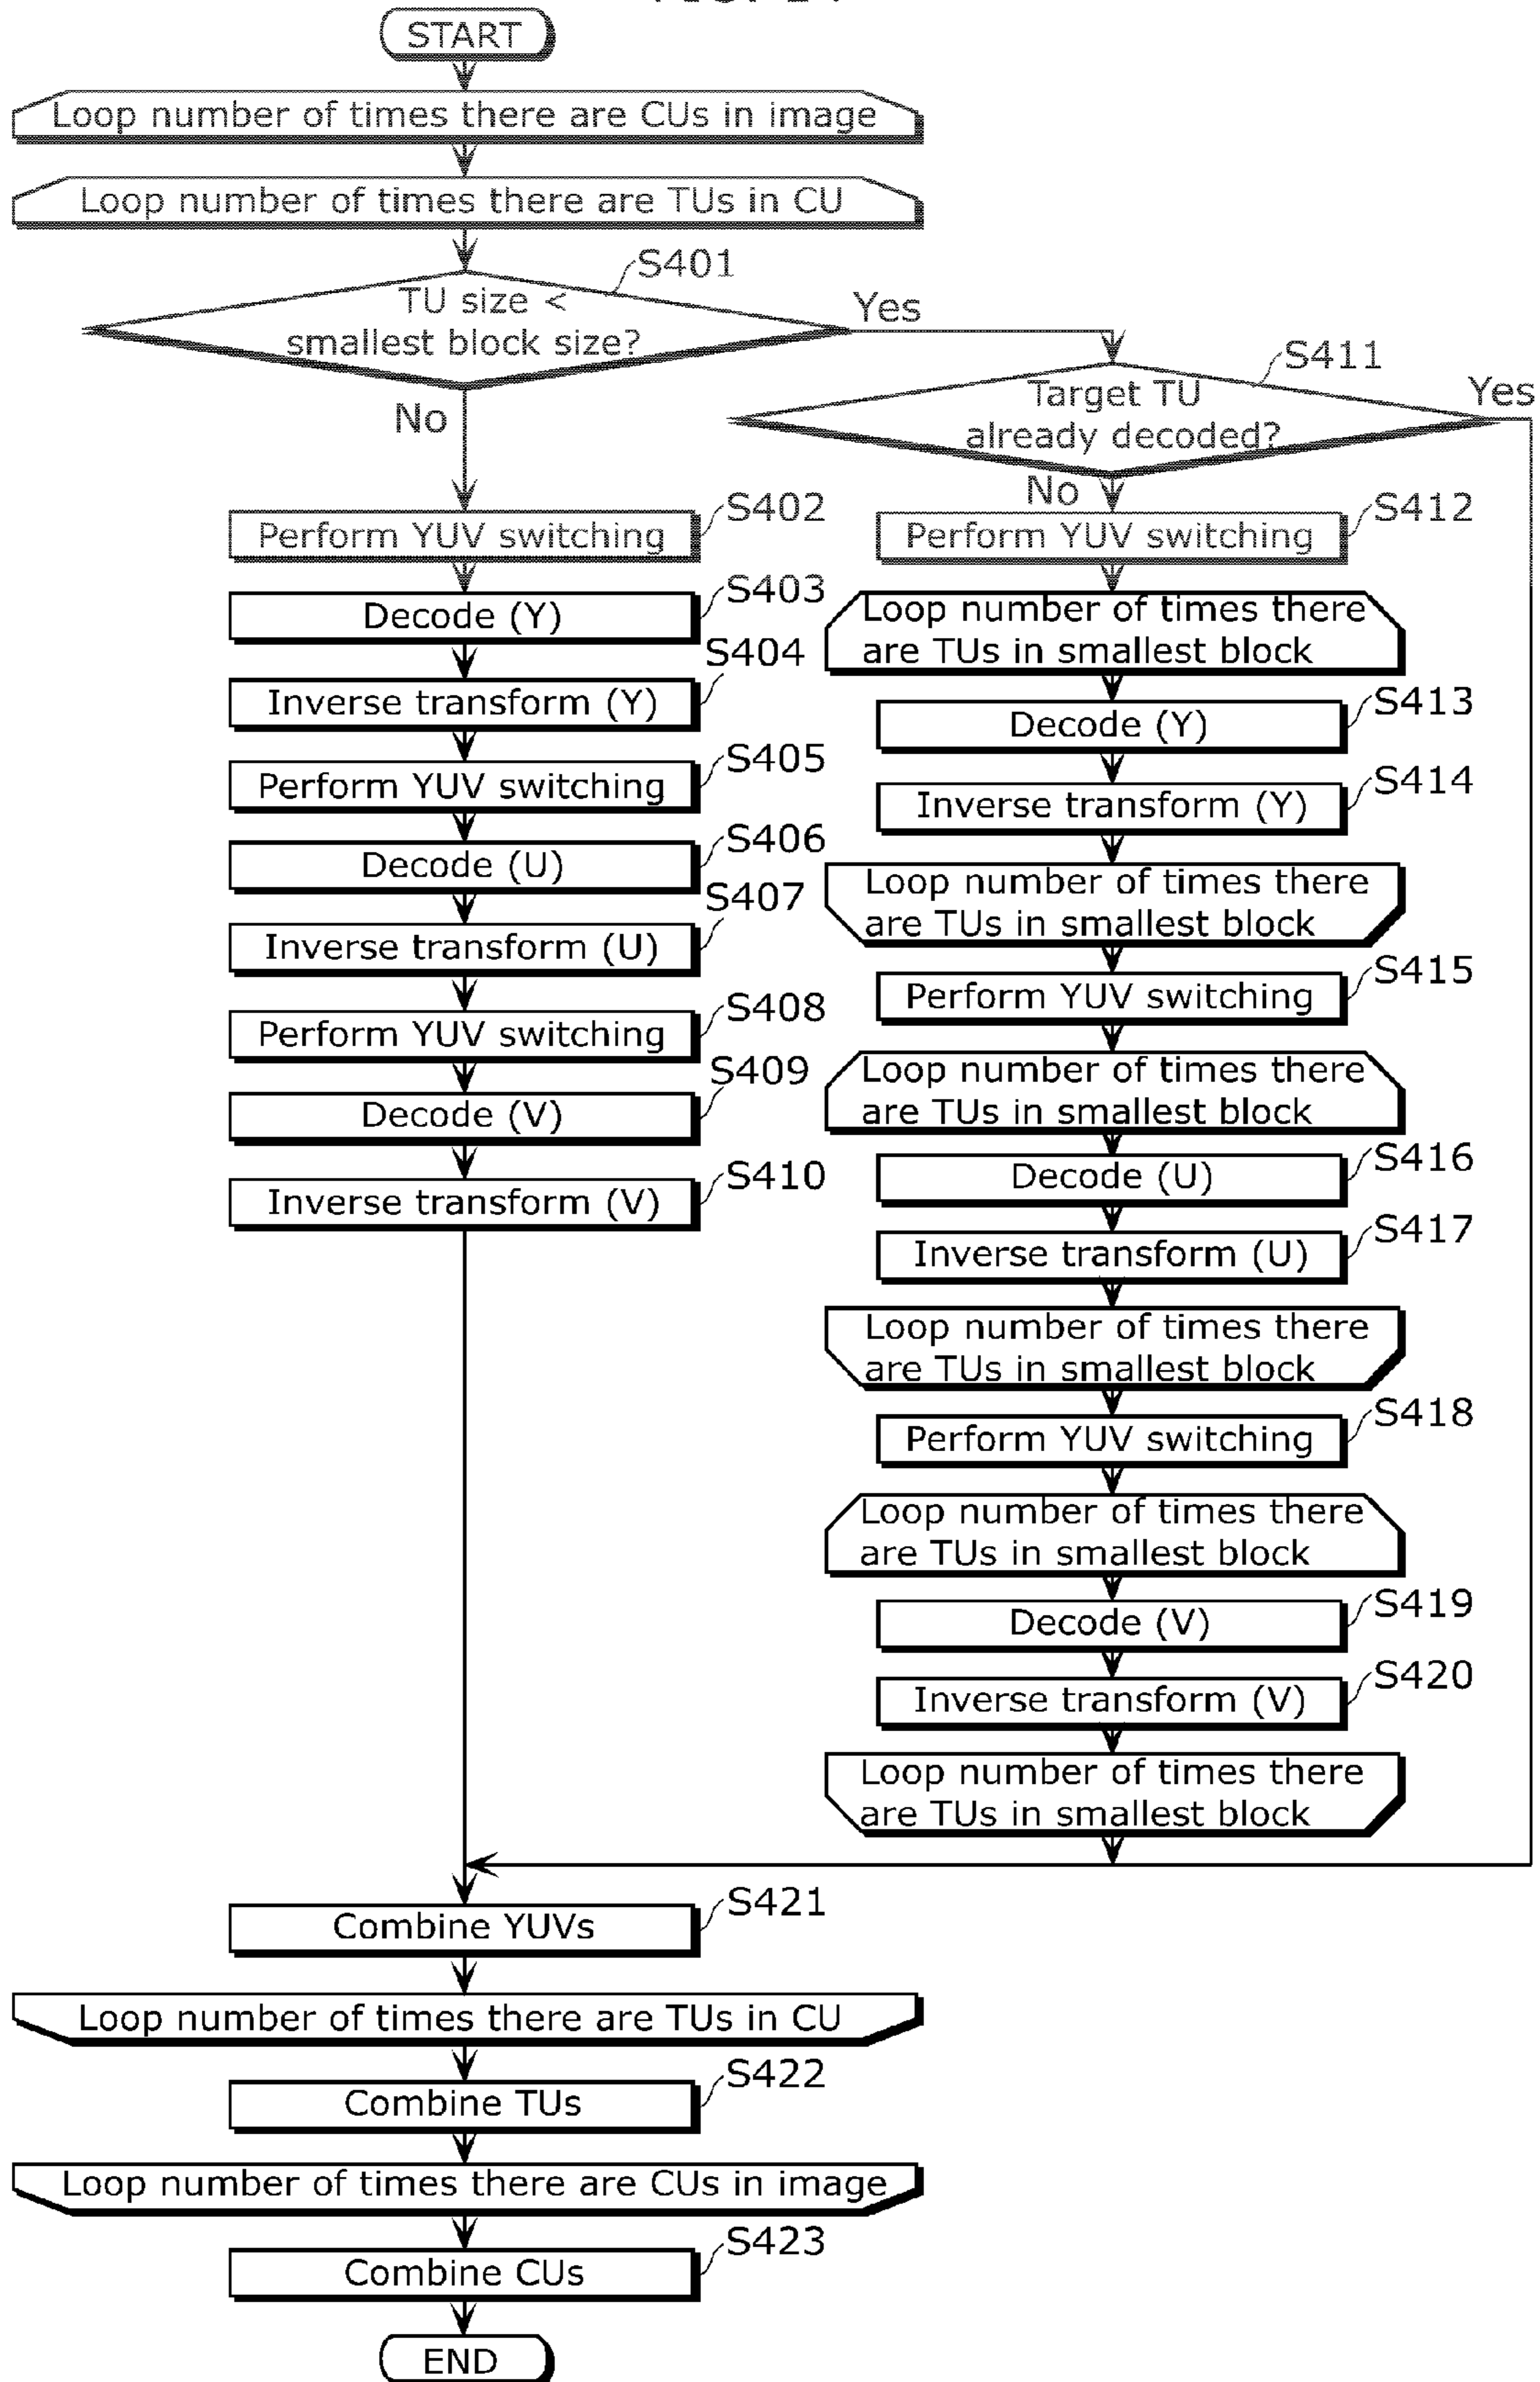 START
Loop number of times there are CUs in image
Loop number of times there are TUs in CU
S401
TU size <
smallest block size?
Yes
No
S411
Target TU
already decoded?
Yes
No
S402
Perform YUV switching
S403
Decode (Y)
S404
Inverse transform (Y)
S405
Perform YUV switching
S406
Decode (U)
S407
Inverse transform (U)
S408
Perform YUV switching
S409
Decode (V)
S410
Inverse transform (V)
S412
Perform YUV switching
Loop number of times there
are TUs in smallest block
S413
Decode (Y)
S414
Inverse transform (Y)
Loop number of times there
are TUs in smallest block
S415
Perform YUV switching
Loop number of times there
are TUs in smallest block
S416
Decode (U)
S417
Inverse transform (U)
Loop number of times there
are TUs in smallest block
S418
Perform YUV switching
Loop number of times there
are TUs in smallest block
S419
Decode (V)
S420
Inverse transform (V)
Loop number of times there
are TUs in smallest block
S421
Combine YUVs
Loop number of times there are TUs in CU
S422
Combine TUs
Loop number of times there are CUs in image
S423
Combine CUs
END